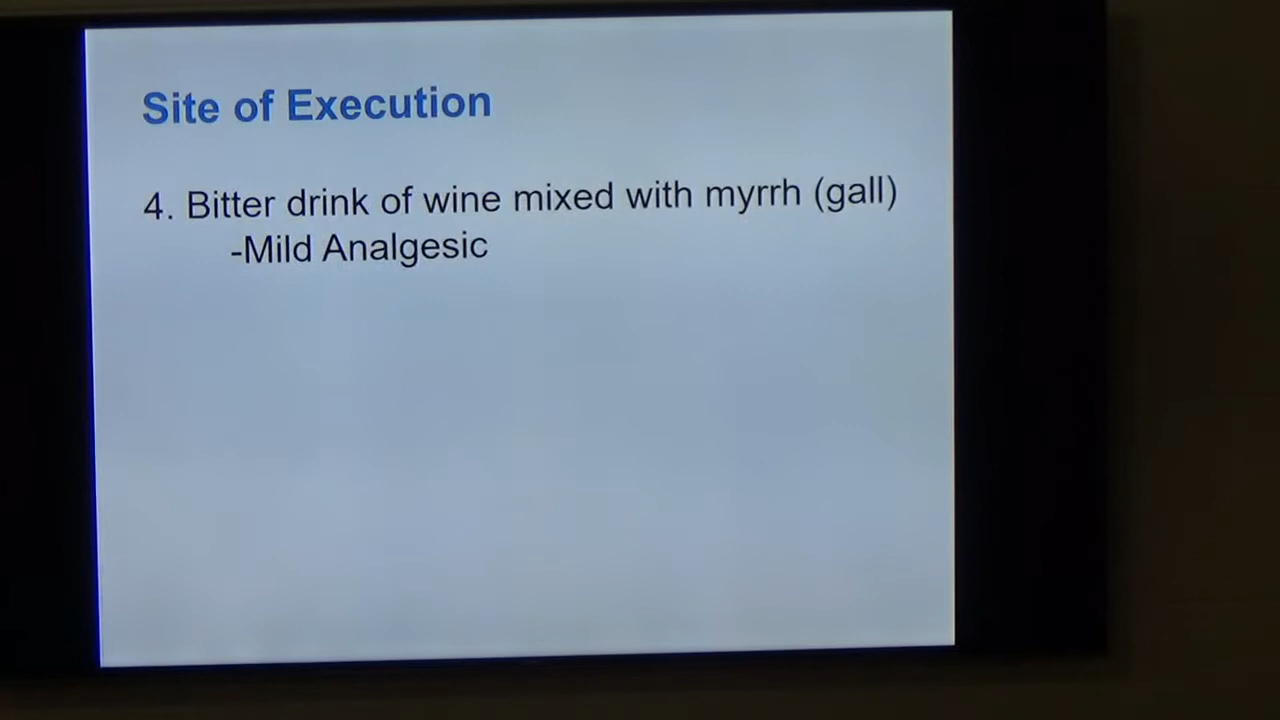 Site of Execution
4. Bitter drink of wine mixed with myrrh (gall)
-Mild Analgesic